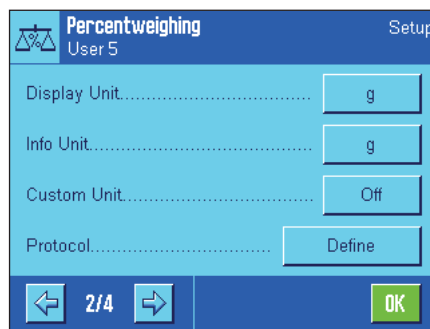 Percentweighing
Setup
User 5
Display Unit.................................... g
Info Unit.......................................... g
Custom Unit................................... Off
Protocol.............................. Define
2/4
OK